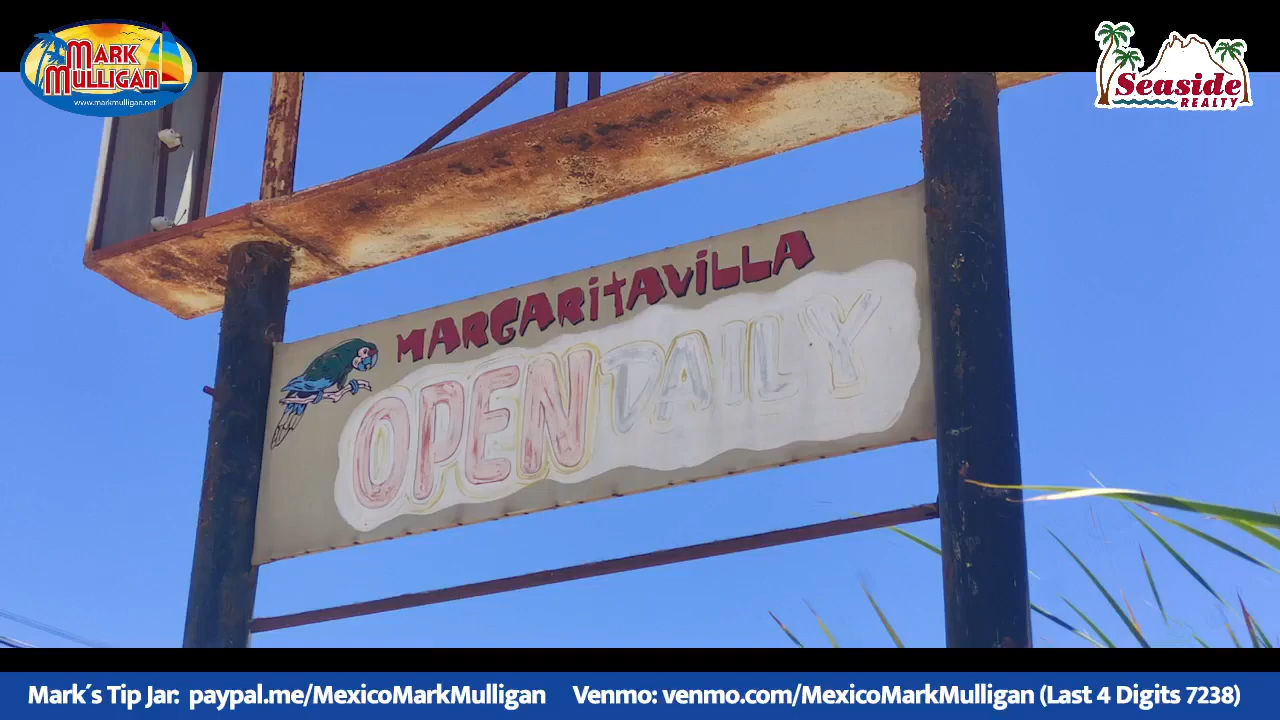 MARK
MULLIGAN
www.markmulligan.net
Seaside
REALTY
MARGARITAVILLA
OPEN DAILY
Mark´s Tip Jar: paypal.me/MexicoMarkMulligan Venmo: venmo.com/MexicoMarkMulligan (Last 4 Digits 7238)